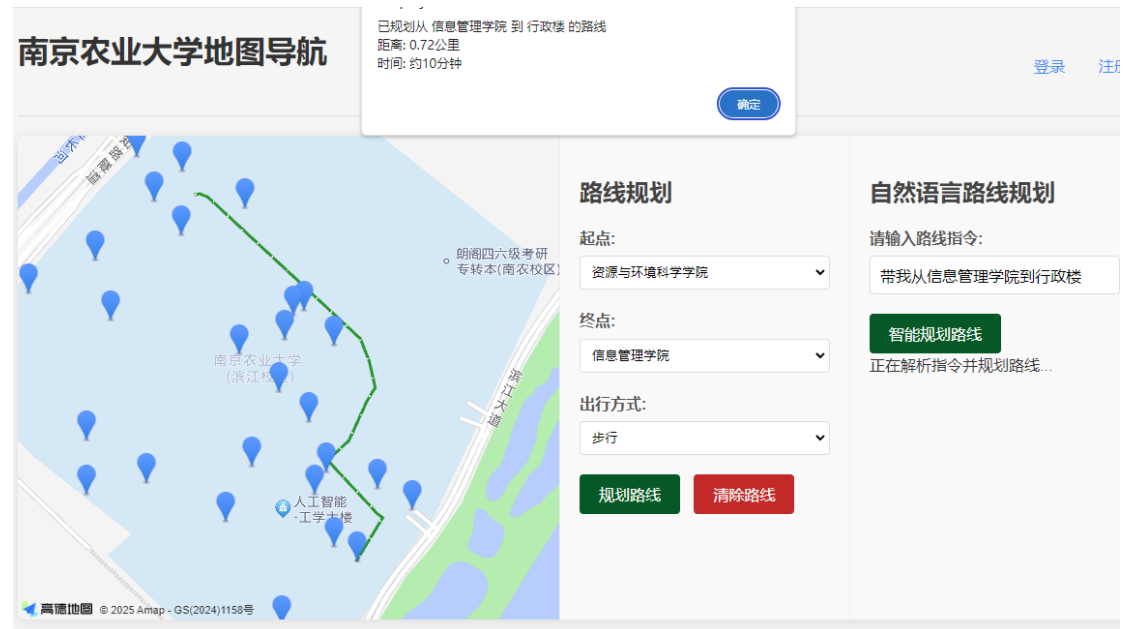 已规划从 信息管理学院 到 行政楼 的路线
距离: 0.72公里
时间: 约10分钟
确定
南京农业大学地图导航
登录
路隧道
朗阁四六级考研
专转本(南农校区)
南京农业大学
(滨江校区)
滨江大道
人工智能
-工学大楼
高德地图 © 2025 Amap - GS(2024)1158号
路线规划
起点:
资源与环境科学学院
终点:
信息管理学院
出行方式:
步行
规划路线
清除路线
自然语言路线规划
请输入路线指令:
带我从信息管理学院到行政楼
智能规划路线
正在解析指令并规划路线...